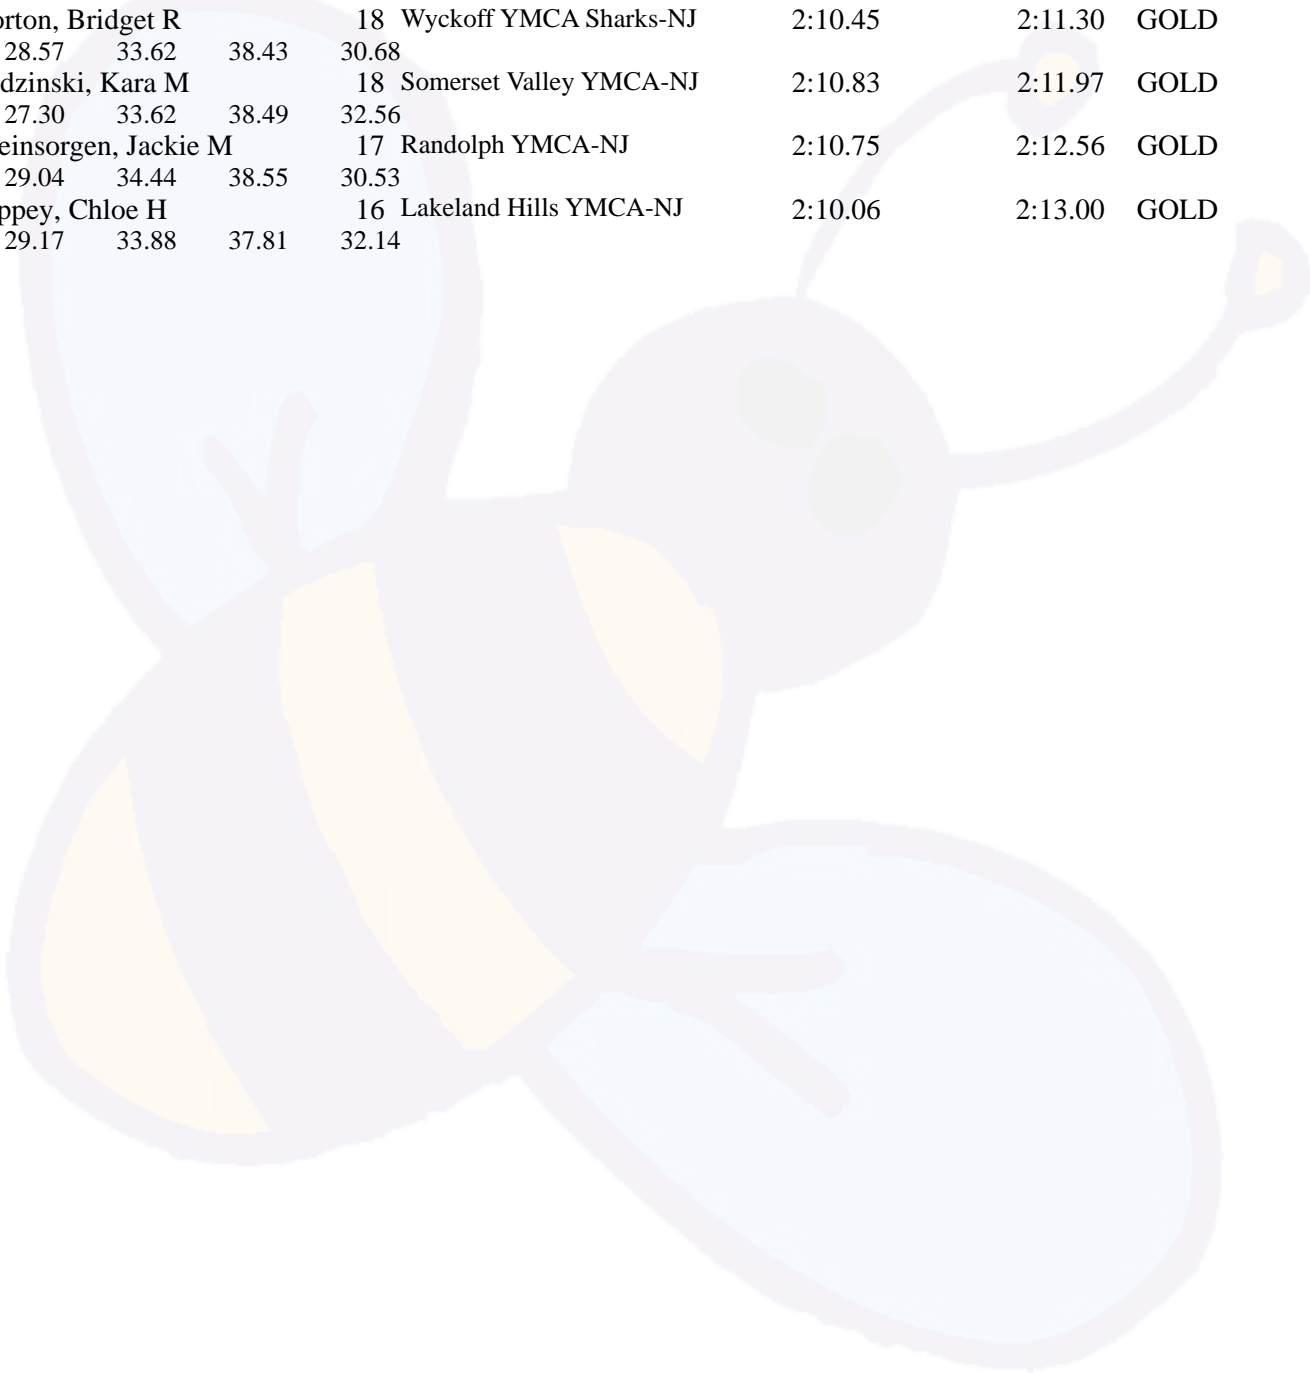 orton, Bridget R 18 Wyckoff YMCA Sharks-NJ 2:10.45 2:11.30 GOLD
28.57 33.62 38.43 30.68
dzinski, Kara M 18 Somerset Valley YMCA-NJ 2:10.83 2:11.97 GOLD
27.30 33.62 38.49 32.56
einsorgen, Jackie M 17 Randolph YMCA-NJ 2:10.75 2:12.56 GOLD
29.04 34.44 38.55 30.53
ppey, Chloe H 16 Lakeland Hills YMCA-NJ 2:10.06 2:13.00 GOLD
29.17 33.88 37.81 32.14